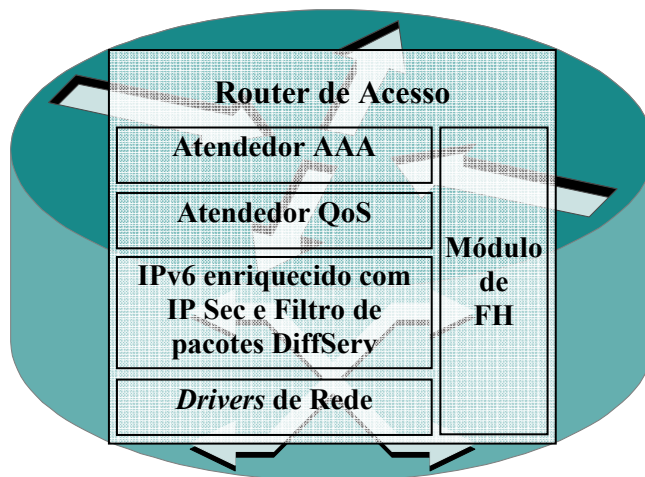 Router de Acesso
Atendedor AAA
Atendedor QoS
IPv6 enriquecido com
IP Sec e Filtro de
pacotes DiffServ
Drivers de Rede
Módulo
de
FH